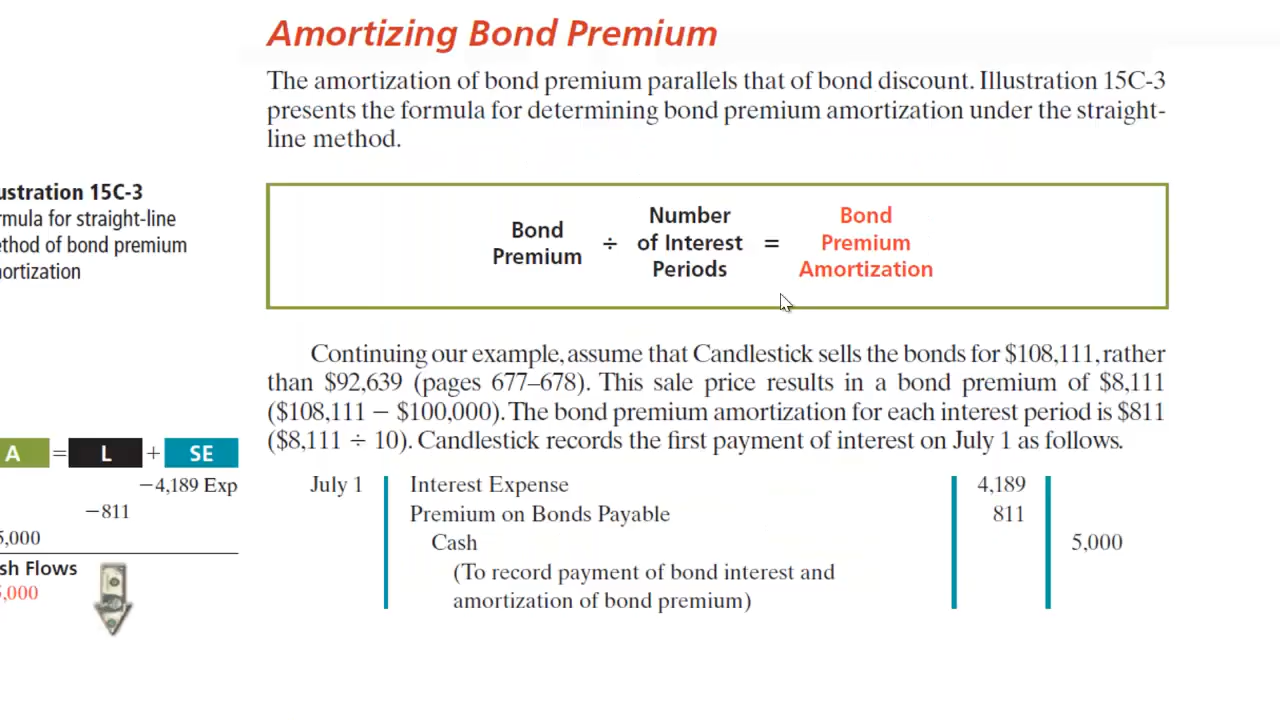 Amortizing Bond Premium
The amortization of bond premium parallels that of bond discount. Illustration 15C-3
presents the formula for determining bond premium amortization under the straight-
line method.
ustration 15C-3
rmula for straight-line
ethod of bond premium
ortization
Bond
Premium
÷
Number
of Interest
Periods
=
Bond
Premium
Amortization
Continuing our example, assume that Candlestick sells the bonds for $108,111, rather
than $92,639 (pages 677–678). This sale price results in a bond premium of $8,111
($108,111 − $100,000). The bond premium amortization for each interest period is $811
($8,111 ÷ 10). Candlestick records the first payment of interest on July 1 as follows.
A = L + SE
−4,189 Exp
−811
5,000
sh Flows
5,000
July 1 Interest Expense 4,189
Premium on Bonds Payable 811
Cash 5,000
(To record payment of bond interest and
amortization of bond premium)